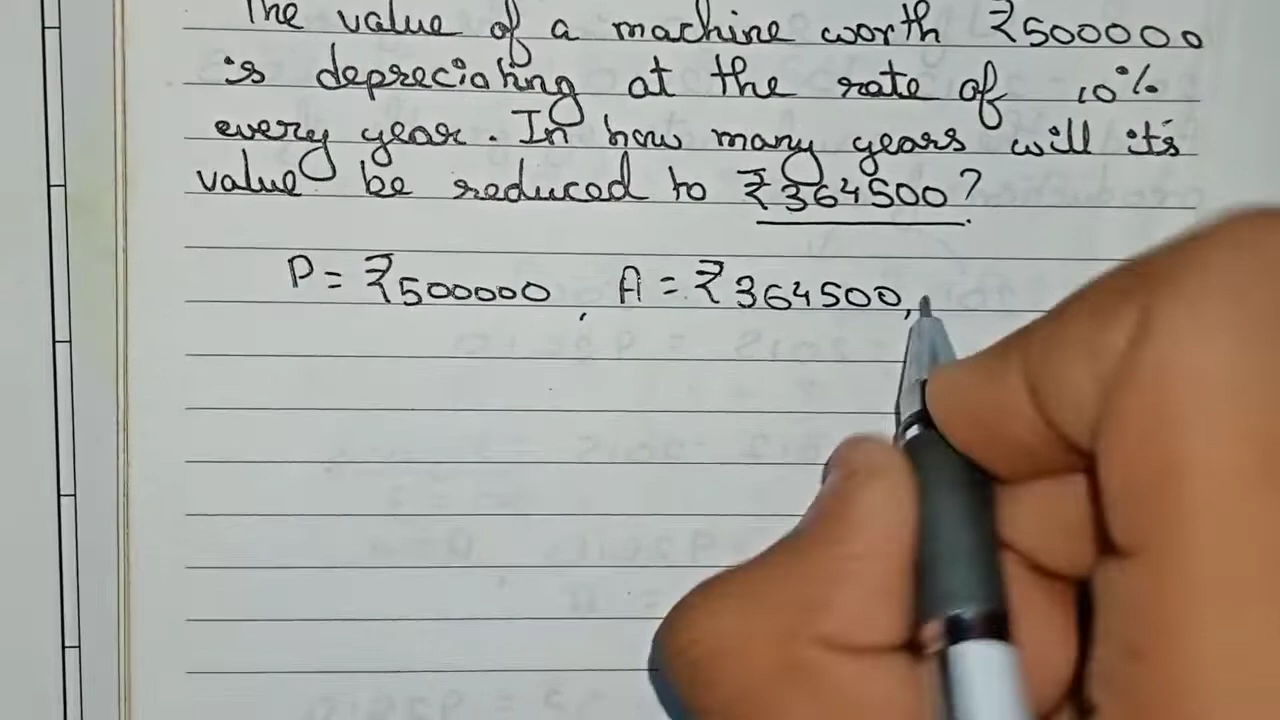 The value of a machine worth ₹500000
is depreciating at the rate of 10%
every year. In how many years will it's
value be reduced to ₹364500?
P = ₹500000, A = ₹364500,